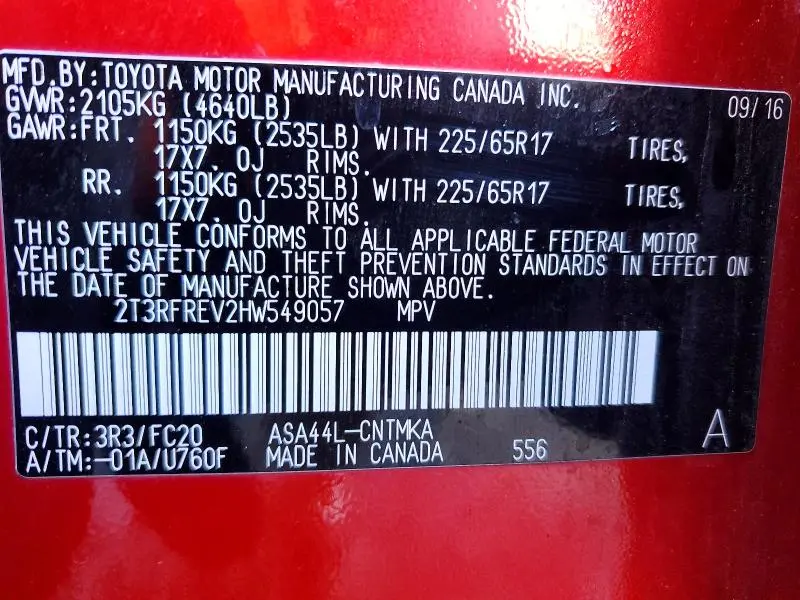 MFD.BY:TOYOTA MOTOR MANUFACTURING CANADA INC.
GVWR:2105KG (4640LB) 09/16
GAWR:FRT. 1150KG (2535LB) WITH 225/65R17 TIRES,
17X7. 0J RIMS.
RR. 1150KG (2535LB) WITH 225/65R17 TIRES,
17X7. 0J RIMS.
THIS VEHICLE CONFORMS TO ALL APPLICABLE FEDERAL MOTOR
VEHICLE SAFETY AND THEFT PREVENTION STANDARDS IN EFFECT ON
THE DATE OF MANUFACTURE SHOWN ABOVE.
2T3RFREV2HW549057 MPV
C/TR:3R3/FC20 ASA44L-CNTMKA A
A/TM:-01A/U760F MADE IN CANADA 556